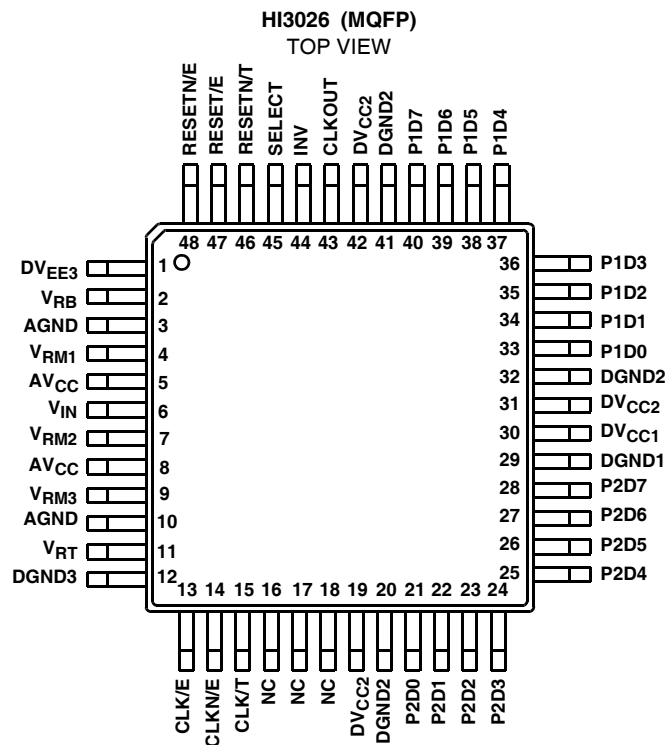 HI3026 (MQFP)
TOP VIEW
RESETN/E
RESET/E
RESETN/T
SELECT
INV
CLKOUT
DVCC2
DGND2
P1D7
P1D6
P1D5
P1D4
48 47 46 45 44 43 42 41 40 39 38 37
DVEE3 1
VRB 2
AGND 3
VRM1 4
AVCC 5
VIN 6
VRM2 7
AVCC 8
VRM3 9
AGND 10
VRT 11
DGND3 12
36 P1D3
35 P1D2
34 P1D1
33 P1D0
32 DGND2
31 DVCC2
30 DVCC1
29 DGND1
28 P2D7
27 P2D6
26 P2D5
25 P2D4
13 14 15 16 17 18 19 20 21 22 23 24
CLK/E
CLKN/E
CLK/T
NC
NC
NC
DVCC2
DGND2
P2D0
P2D1
P2D2
P2D3